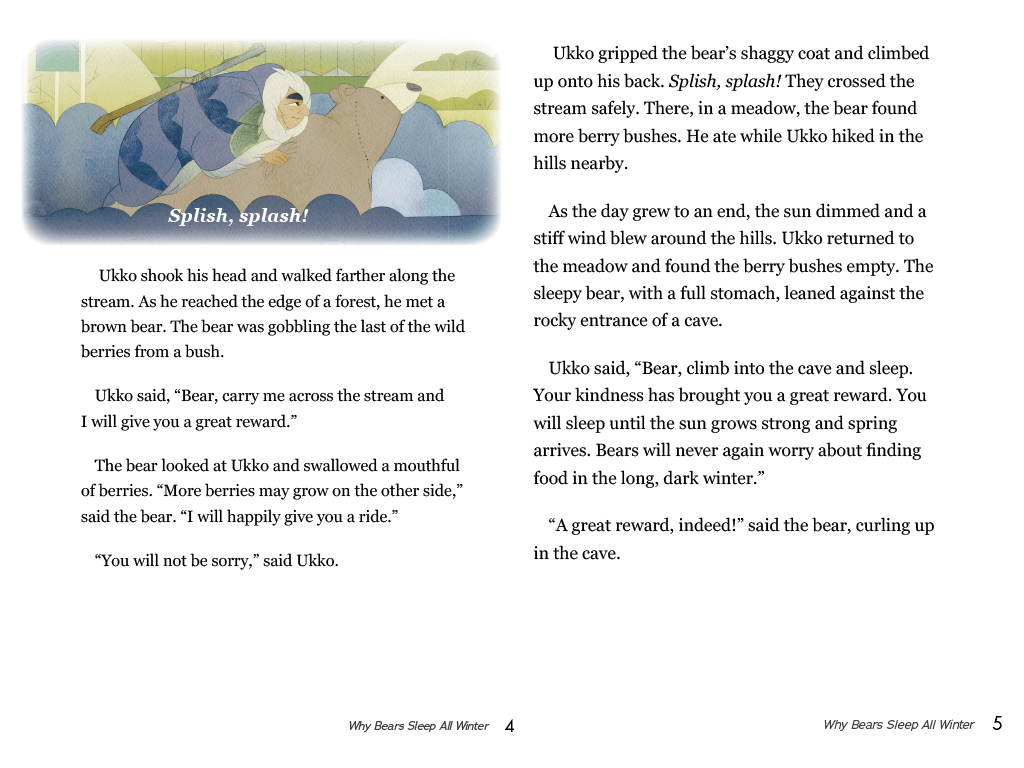 Splish, splash!
Ukko shook his head and walked farther along the
stream. As he reached the edge of a forest, he met a
brown bear. The bear was gobbling the last of the wild
berries from a bush.
Ukko said, “Bear, carry me across the stream and
I will give you a great reward.”
The bear looked at Ukko and swallowed a mouthful
of berries. “More berries may grow on the other side,”
said the bear. “I will happily give you a ride.”
“You will not be sorry,” said Ukko.
Why Bears Sleep All Winter 4
Ukko gripped the bear’s shaggy coat and climbed
up onto his back. Splish, splash! They crossed the
stream safely. There, in a meadow, the bear found
more berry bushes. He ate while Ukko hiked in the
hills nearby.
As the day grew to an end, the sun dimmed and a
stiff wind blew around the hills. Ukko returned to
the meadow and found the berry bushes empty. The
sleepy bear, with a full stomach, leaned against the
rocky entrance of a cave.
Ukko said, “Bear, climb into the cave and sleep.
Your kindness has brought you a great reward. You
will sleep until the sun grows strong and spring
arrives. Bears will never again worry about finding
food in the long, dark winter.”
“A great reward, indeed!” said the bear, curling up
in the cave.
Why Bears Sleep All Winter 5